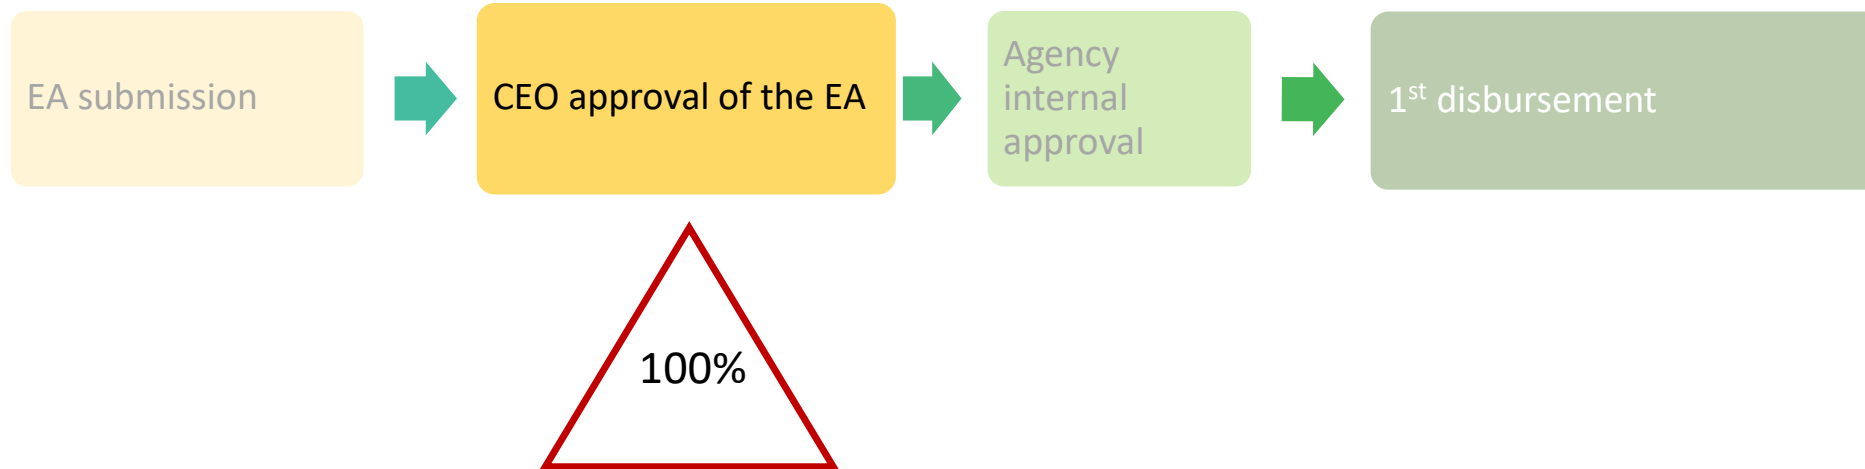 EA submission
CEO approval of the EA
Agency
internal
approval
1st disbursement
100%